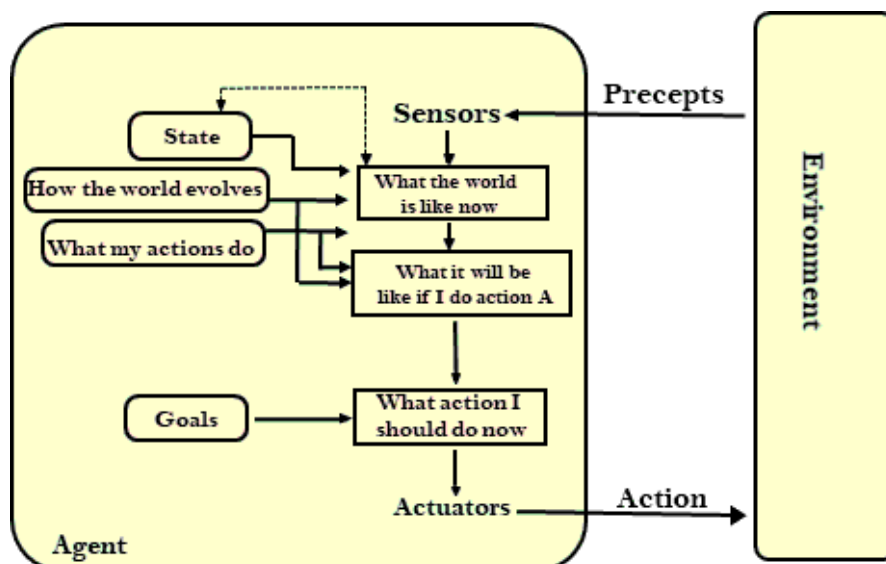 Precepts
Sensors
State
What the world
is like now
How the world evolves
What my actions do
What it will be
like if I do action A
Environment
Goals
What action I
should do now
Actuators
Action
Agent